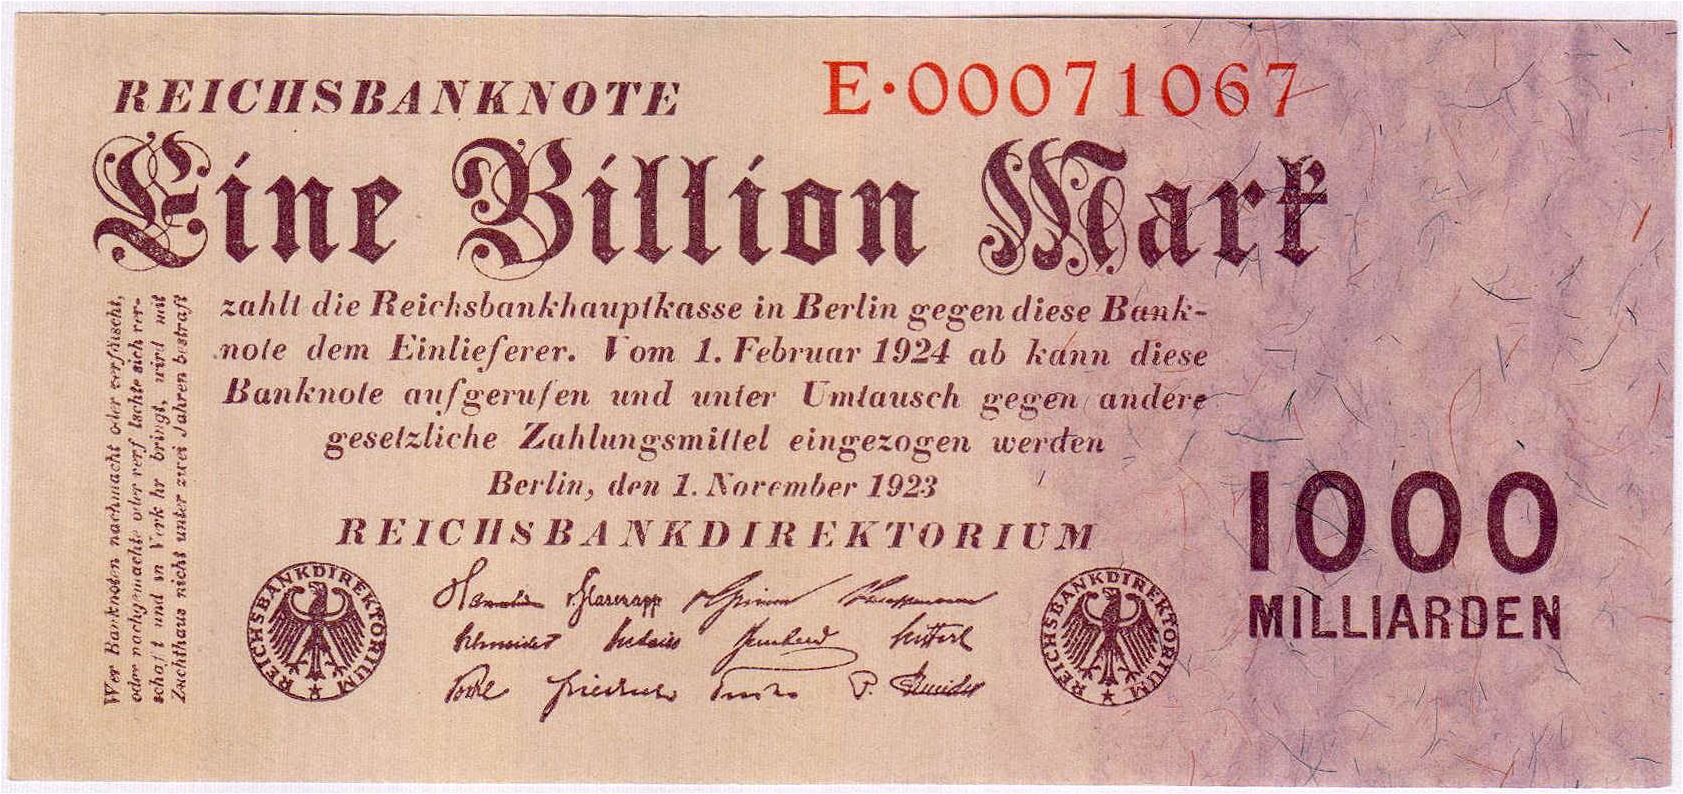 REICHSBANKNOTE
E·00071067
Eine Billion Mark
zahlt die Reichsbankhauptkasse in Berlin gegen diese Bank-
note dem Einlieferer. Vom 1. Februar 1924 ab kann diese
Banknote aufgerufen und unter Umtausch gegen andere
gesetzliche Zahlungsmittel eingezogen werden
Berlin, den 1. November 1923
REICHSBANKDIREKTORIUM
1000
MILLIARDEN
Wer Banknoten nachmacht oder verfälscht,
oder nachgemachte oder verfälschte sich ver-
schafft und in Verkehr bringt, wird mit
Zuchthaus nicht unter zwei Jahren bestraft
REICHSBANKDIREKTORIUM
REICHSBANKDIREKTORIUM
v. Glasenapp
Schneider